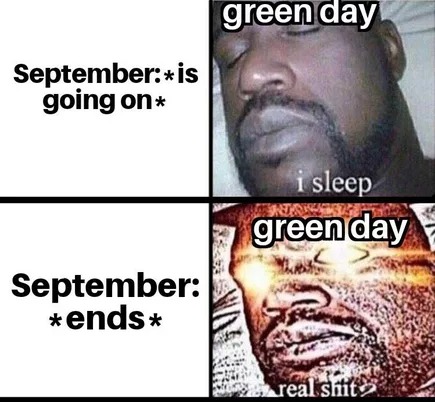 September:*is
going on*
green day
i sleep
September:
*ends*
green day
real shit?